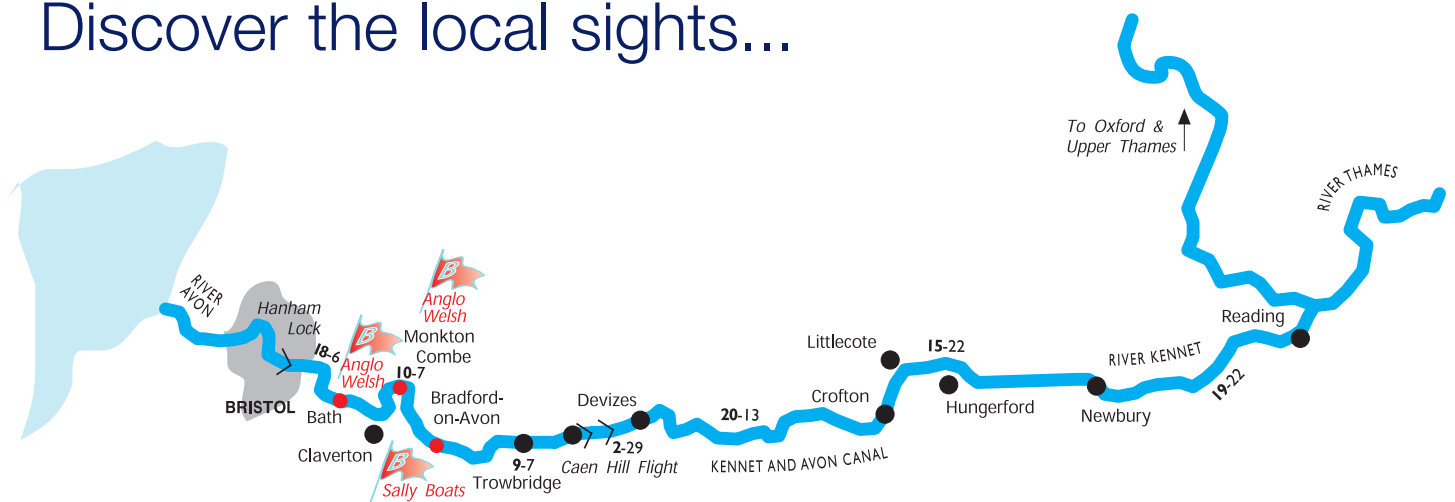 Discover the local sights...
To Oxford &
Upper Thames
RIVER THAMES
RIVER
AVON
Hanham
Lock
18-6
BRISTOL
Bath
B
Anglo
Welsh
B
Anglo
Welsh
Monkton
Combe
10-7
Claverton
Bradford-
on-Avon
B
Sally Boats
9-7
Trowbridge
Devizes
2-29
Caen Hill Flight
20-13
KENNET AND AVON CANAL
Crofton
Littlecote
15-22
Hungerford
Newbury
RIVER KENNET
19-22
Reading